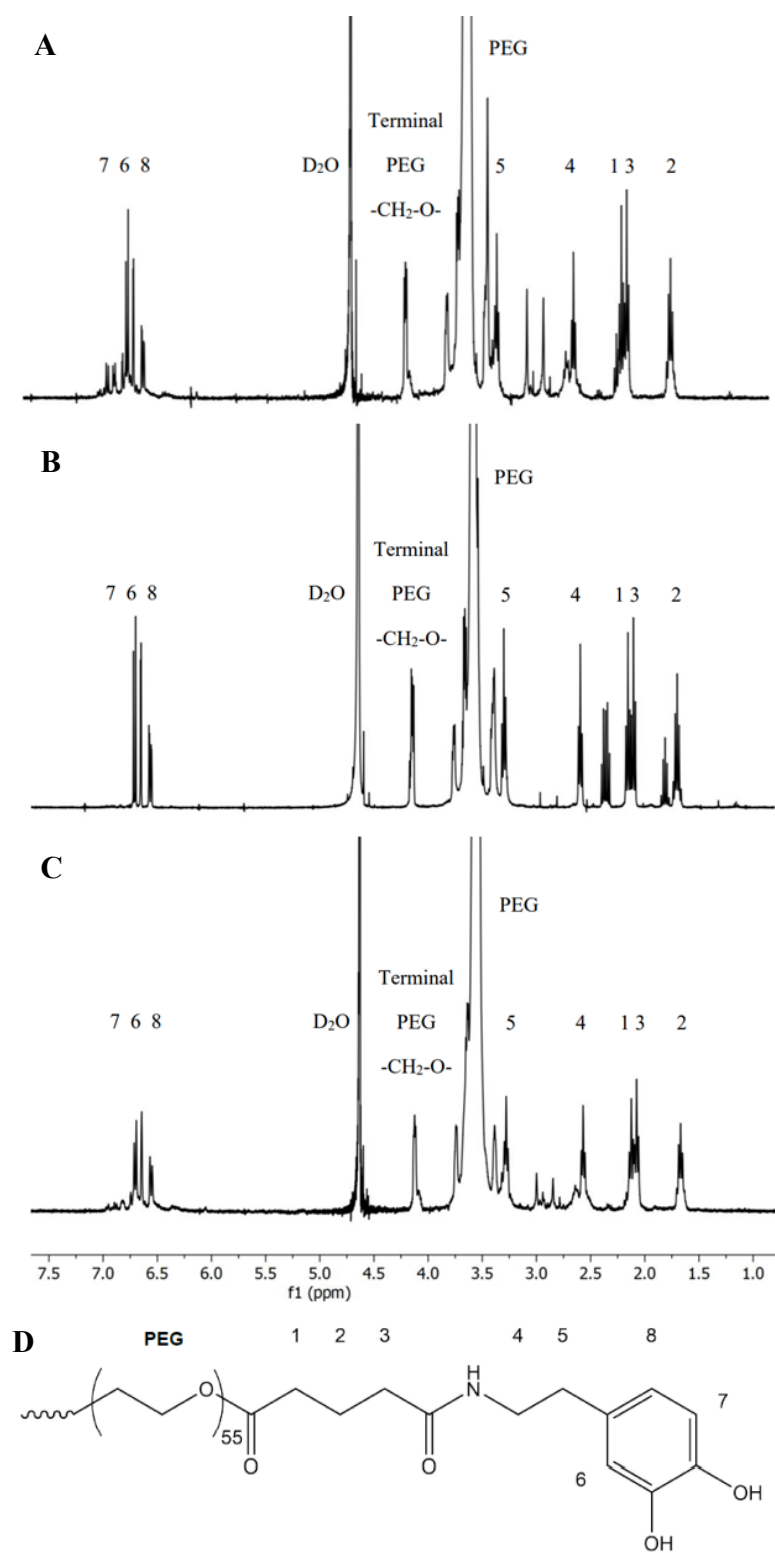 A
PEG
Terminal
7 6 8 D₂O PEG 5 4 1 3 2
-CH₂-O-
B
PEG
Terminal
7 6 8 D₂O PEG 5 4 1 3 2
-CH₂-O-
C
PEG
Terminal
7 6 8 D₂O PEG 5 4 1 3 2
-CH₂-O-
7.5 7.0 6.5 6.0 5.5 5.0 4.5 4.0 3.5 3.0 2.5 2.0 1.5 1.0
f1 (ppm)
D PEG 1 2 3 4 5 8
H
N
O
7
55
6
O O
OH
OH